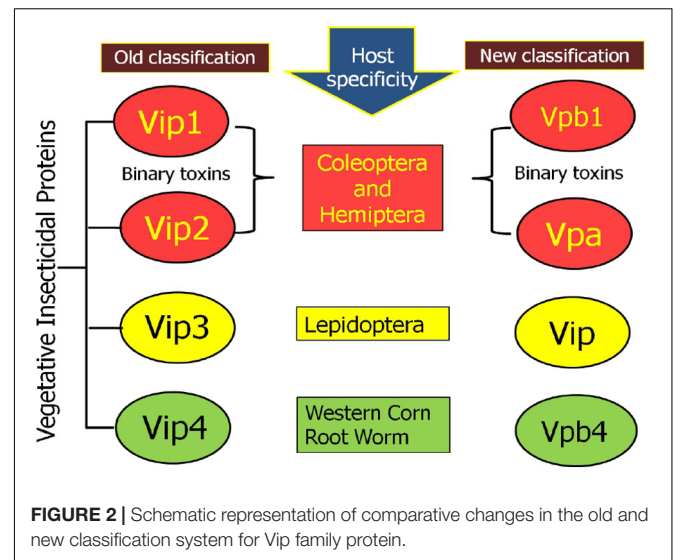 Old classification
Host
specificity
New classification
Vegetative Insecticidal Proteins
Vip1
Binary toxins
Vip2
Coleoptera
and
Hemiptera
Vpb1
Binary toxins
Vpa
Vip3
Lepidoptera
Vip
Vip4
Western Corn
Root Worm
Vpb4
FIGURE 2 | Schematic representation of comparative changes in the old and
new classification system for Vip family protein.